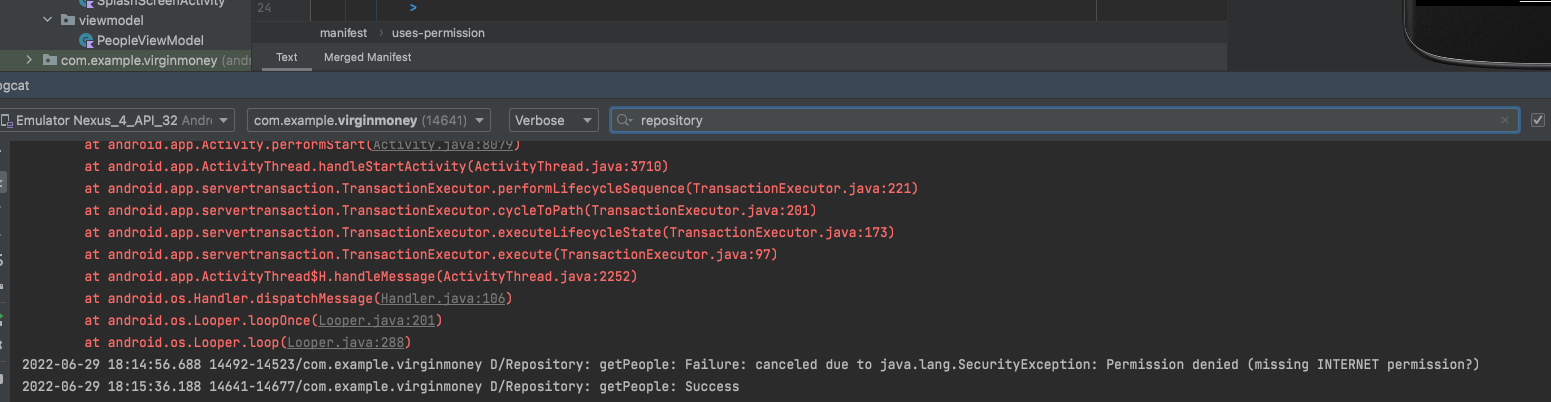 SplashScreenActivity
viewmodel
PeopleViewModel
com.example.virginmoney (and
24
>
manifest > uses-permission
Text Merged Manifest
ogcat
Emulator Nexus_4_API_32 Andro
com.example.virginmoney (14641)
Verbose
repository
at android.app.Activity.performStart(Activity.java:8079)
at android.app.ActivityThread.handleStartActivity(ActivityThread.java:3710)
at android.app.servertransaction.TransactionExecutor.performLifecycleSequence(TransactionExecutor.java:221)
at android.app.servertransaction.TransactionExecutor.cycleToPath(TransactionExecutor.java:201)
at android.app.servertransaction.TransactionExecutor.executeLifecycleState(TransactionExecutor.java:173)
at android.app.servertransaction.TransactionExecutor.execute(TransactionExecutor.java:97)
at android.app.ActivityThread$H.handleMessage(ActivityThread.java:2252)
at android.os.Handler.dispatchMessage(Handler.java:106)
at android.os.Looper.loopOnce(Looper.java:201)
at android.os.Looper.loop(Looper.java:288)
2022-06-29 18:14:56.688 14492-14523/com.example.virginmoney D/Repository: getPeople: Failure: canceled due to java.lang.SecurityException: Permission denied (missing INTERNET permission?)
2022-06-29 18:15:36.188 14641-14677/com.example.virginmoney D/Repository: getPeople: Success